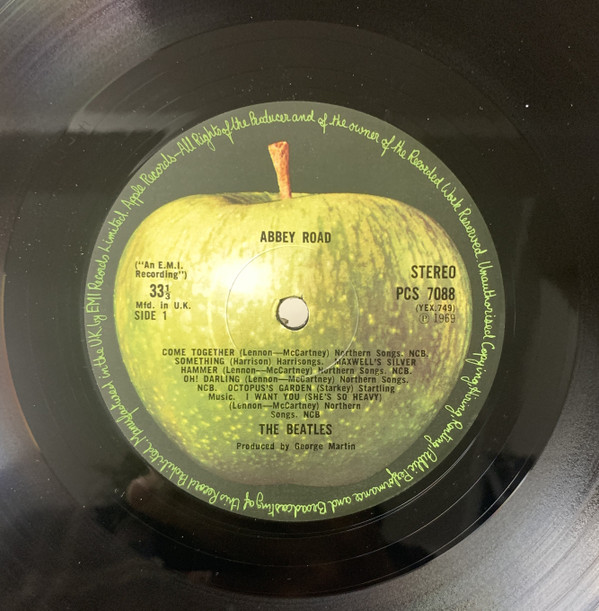 Manufactured in the U.K. by EMI Records Limited. Apple Records—All Rights of the Producer and of the owner of the Recorded Work Reserved. Unauthorised Copying, Hiring, Lending, Public Performance and Broadcasting of this Record Prohibited.
ABBEY ROAD
("An E.M.I.
Recording")
33⅓
Mfd. in U.K.
SIDE 1
STEREO
PCS 7088
(YEX.749)
℗ 1969
COME TOGETHER (Lennon—McCartney) Northern Songs. NCB.
SOMETHING (Harrison) Harrisongs. MAXWELL'S SILVER
HAMMER (Lennon—McCartney) Northern Songs. NCB.
OH! DARLING (Lennon—McCartney) Northern Songs.
NCB. OCTOPUS'S GARDEN (Starkey) Startling
Music. I WANT YOU (SHE'S SO HEAVY)
(Lennon—McCartney) Northern
Songs. NCB
THE BEATLES
Produced by George Martin